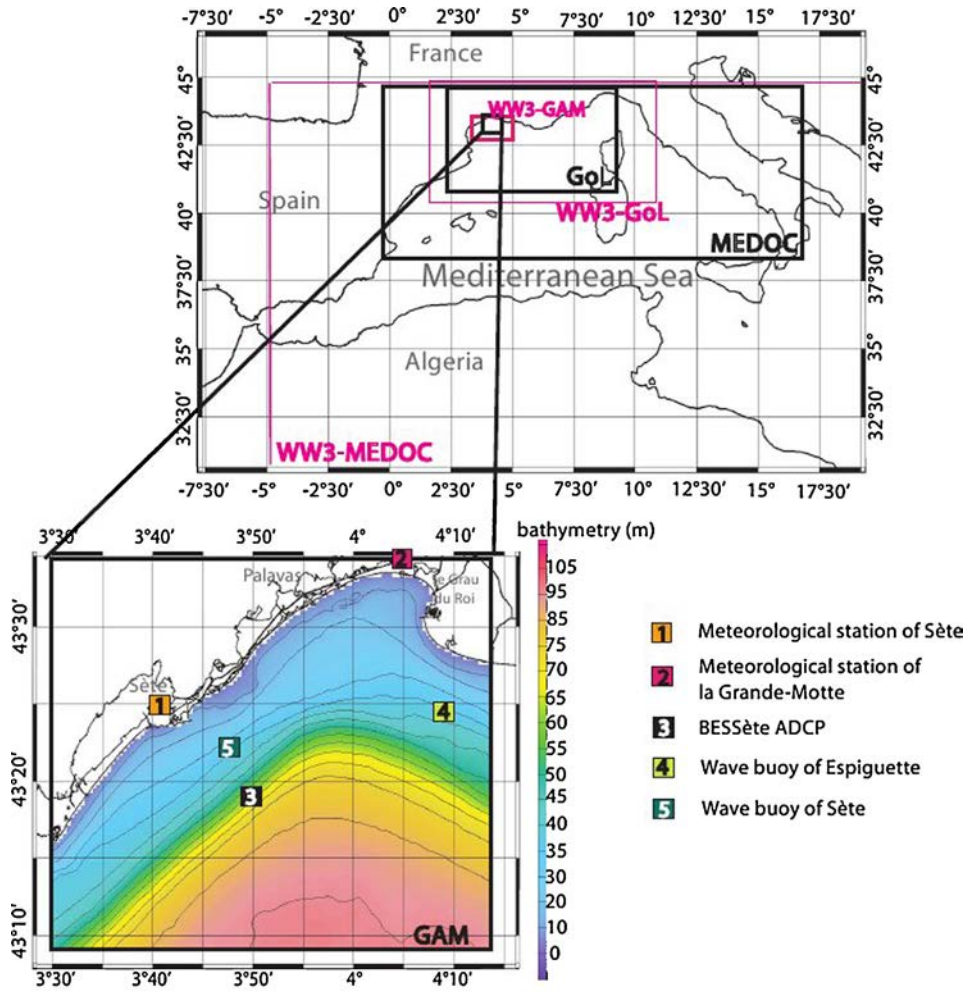 -7°30' -5° -2°30' 0° 2°30' 5° 7°30' 10° 15° 17°30'
France
45° 45°
WW3-GAM
42°30' 42°30'
GoL
Spain
WW3-GoL
40° 40°
MEDOC
Mediterranean Sea
37°30' 37°30'
35° 35°
Algeria
32°30' 32°30'
WW3-MEDOC
-7°30' -5° -2°30' 0° 2°30' 5° 7°30' 10° 15° 17°30'
3°30' 3°40' 3°50' 4° 4°10'
bathymetry (m)
2
Palavas
e Grau
du Roi
43°30'
Sète
1
4
5
43°20'
3
43°10'
GAM
3°30' 3°40' 3°50' 4° 4°10'
105
95
85
75
70
65
60
55
50
45
40
35
30
20
10
0
1 Meteorological station of Sète
2 Meteorological station of
la Grande-Motte
3 BESSète ADCP
4 Wave buoy of Espiguette
5 Wave buoy of Sète